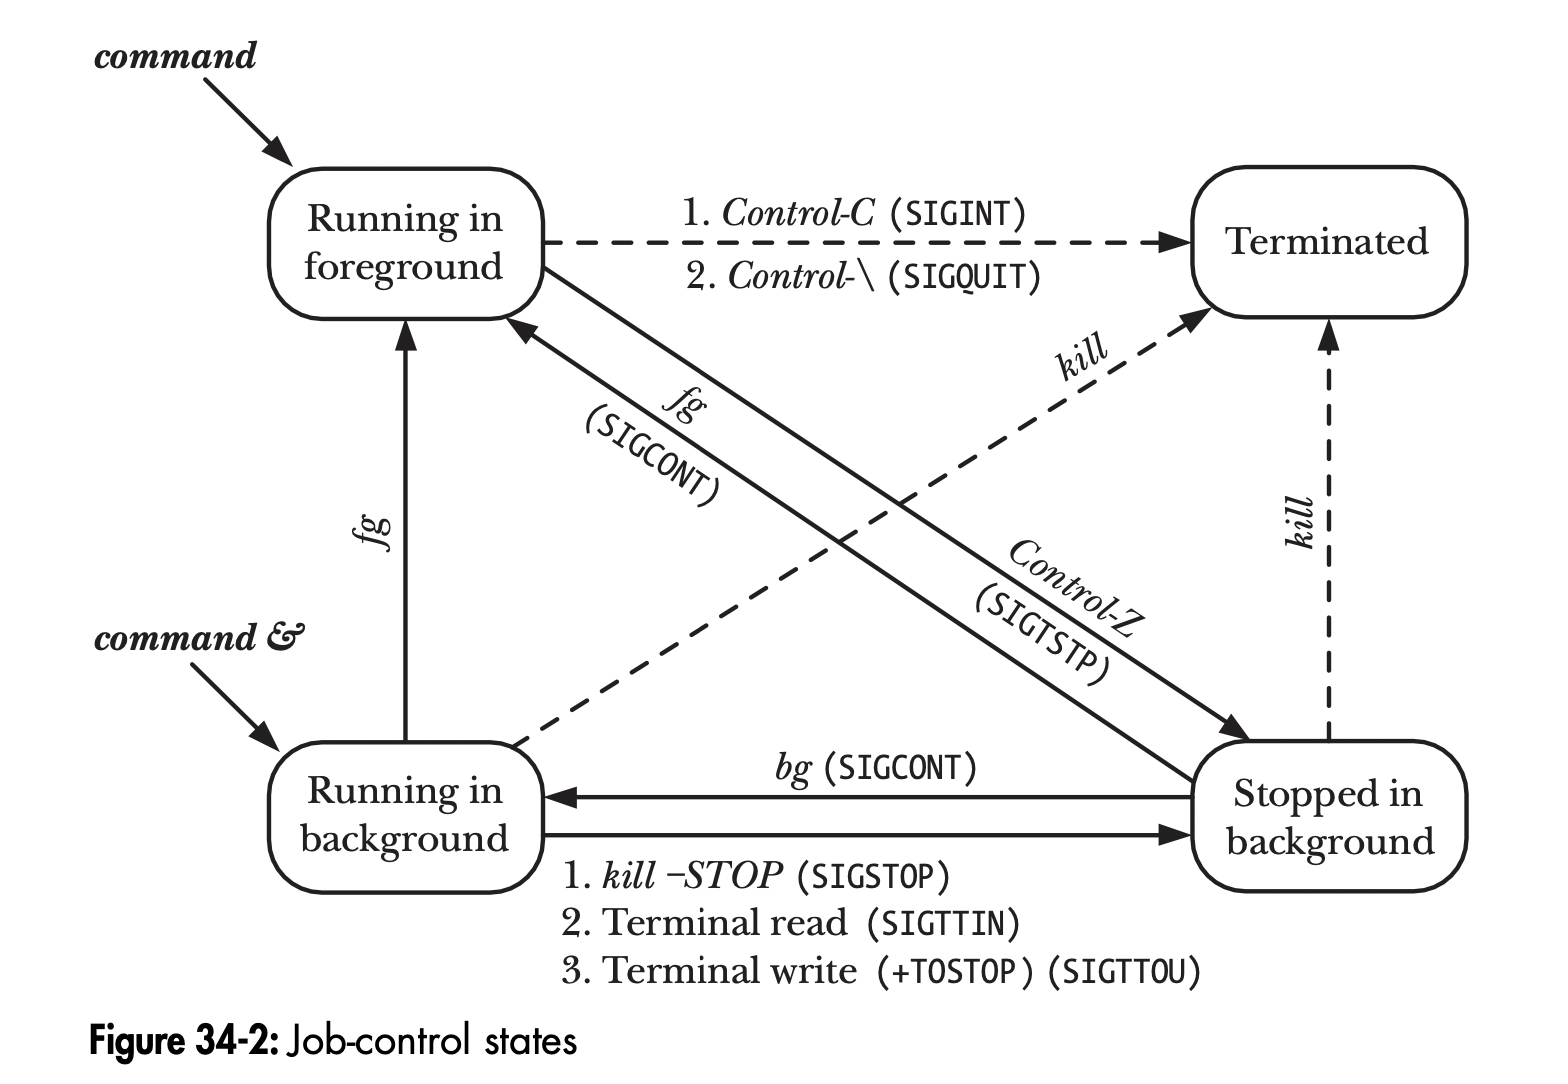 command
Running in
foreground
1. Control-C (SIGINT)
2. Control-\ (SIGQUIT)
Terminated
kill
fg
(SIGCONT)
fg
kill
Control-Z
(SIGTSTP)
command &
Running in
background
bg (SIGCONT)
Stopped in
background
1. kill −STOP (SIGSTOP)
2. Terminal read (SIGTTIN)
3. Terminal write (+TOSTOP) (SIGTTOU)
Figure 34-2: Job-control states